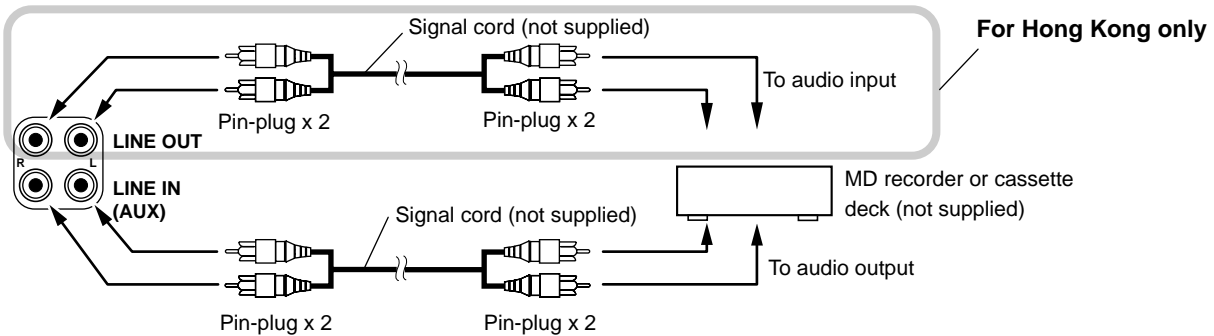 Signal cord (not supplied)
For Hong Kong only
To audio input
Pin-plug x 2
Pin-plug x 2
LINE OUT
R
L
LINE IN
(AUX)
MD recorder or cassette
deck (not supplied)
Signal cord (not supplied)
To audio output
Pin-plug x 2
Pin-plug x 2